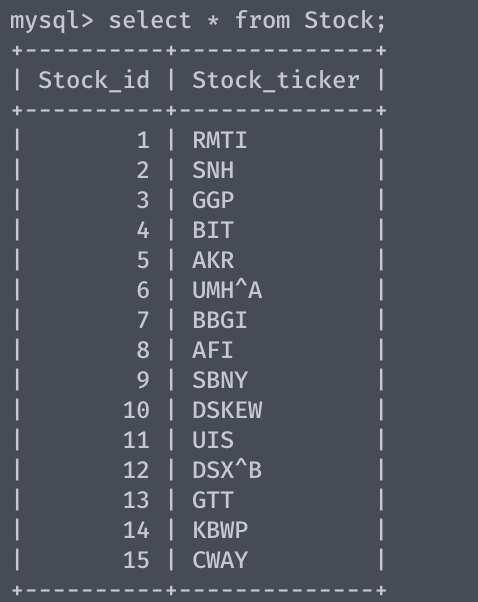 mysql> select * from Stock;
+----------+--------------+
| Stock_id | Stock_ticker |
+----------+--------------+
|        1 | RMTI         |
|        2 | SNH          |
|        3 | GGP          |
|        4 | BIT          |
|        5 | AKR          |
|        6 | UMH^A        |
|        7 | BBGI         |
|        8 | AFI          |
|        9 | SBNY         |
|       10 | DSKEW        |
|       11 | UIS          |
|       12 | DSX^B        |
|       13 | GTT          |
|       14 | KBWP         |
|       15 | CWAY         |
+----------+--------------+